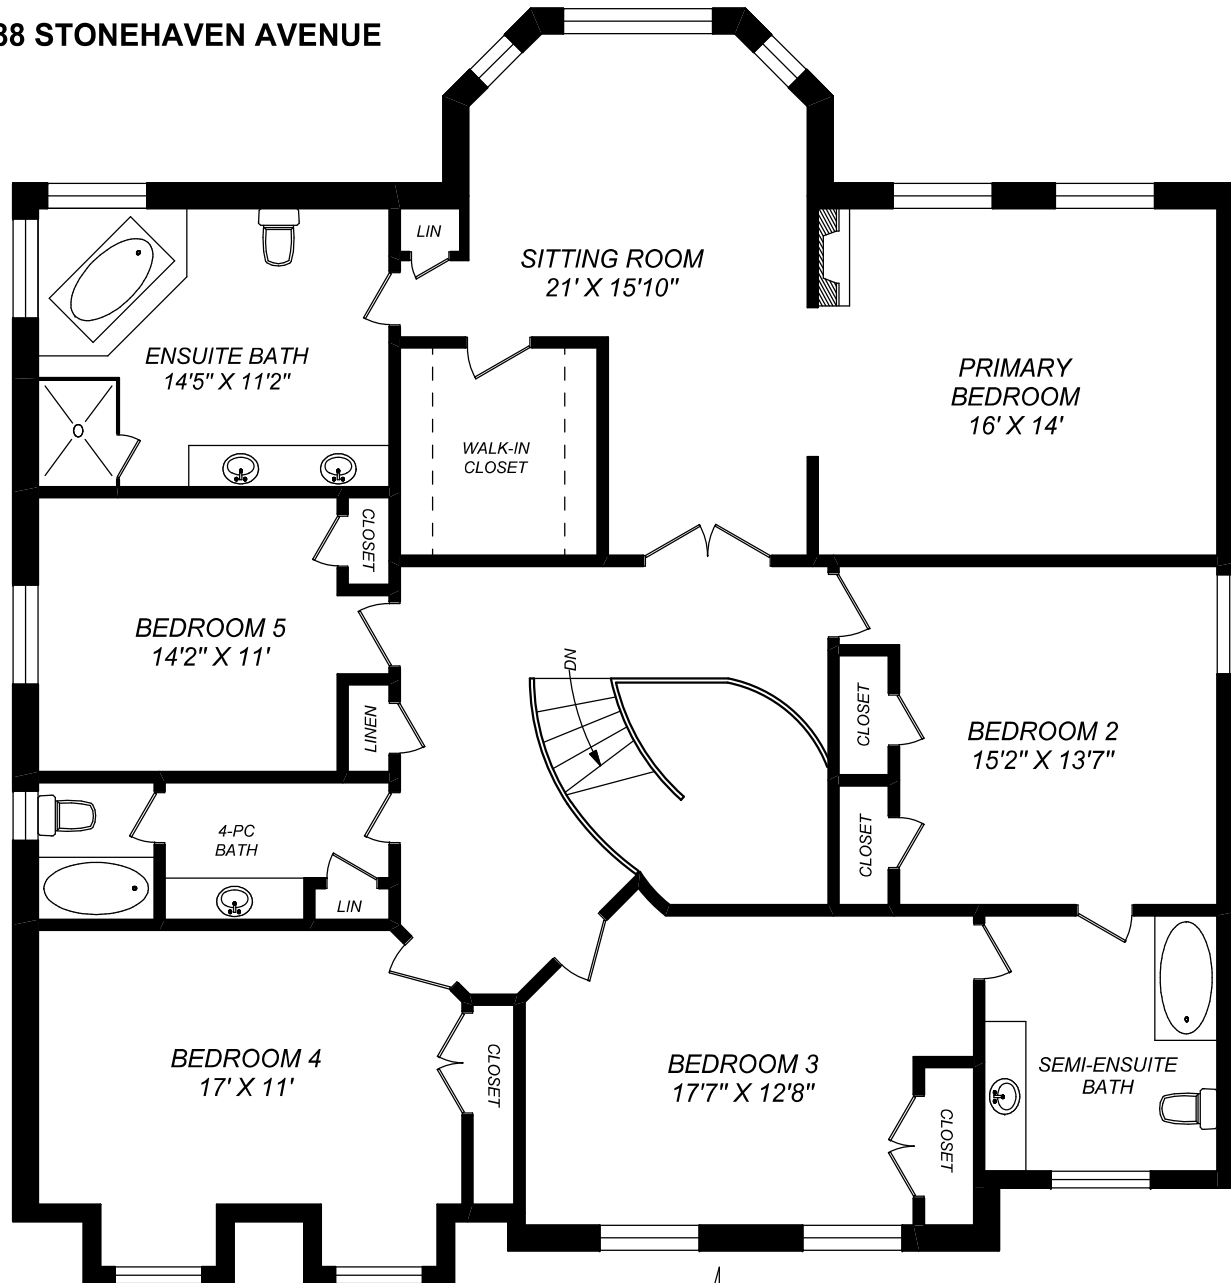 88 STONEHAVEN AVENUE
LIN
SITTING ROOM
21' X 15'10"
ENSUITE BATH
14'5" X 11'2"
PRIMARY
BEDROOM
16' X 14'
WALK-IN
CLOSET
CLOSET
BEDROOM 5
14'2" X 11'
DN
LINEN
CLOSET
BEDROOM 2
15'2" X 13'7"
4-PC
BATH
CLOSET
LIN
BEDROOM 4
17' X 11'
CLOSET
BEDROOM 3
17'7" X 12'8"
SEMI-ENSUITE
BATH
CLOSET